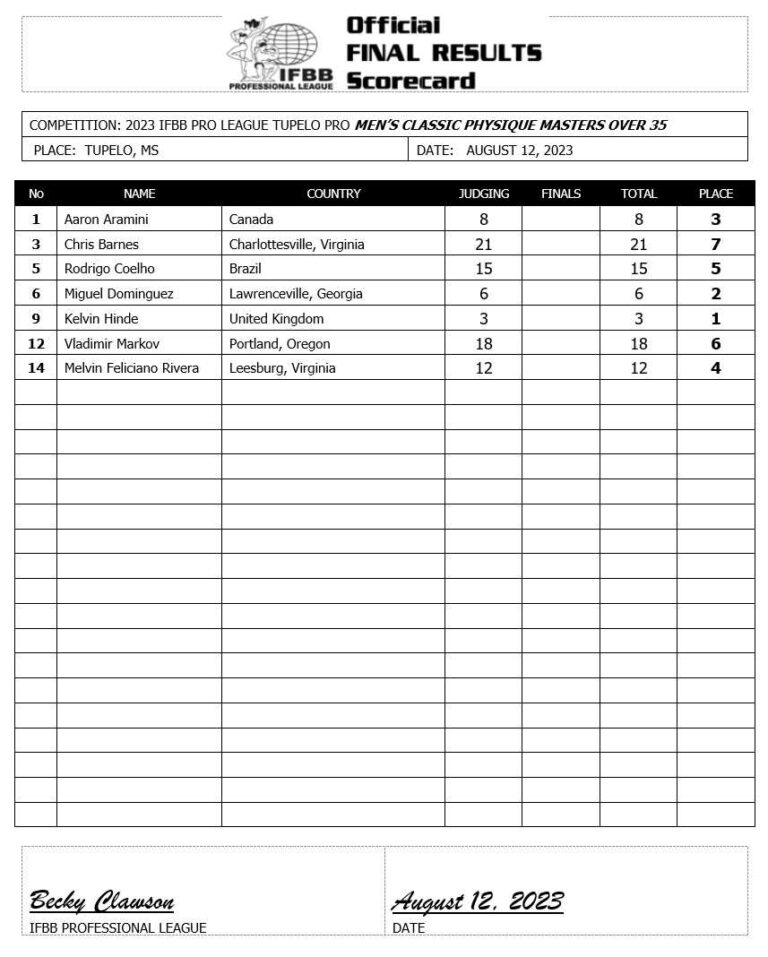 Official
FINAL RESULTS
Scorecard
IFBB
PROFESSIONAL LEAGUE
COMPETITION: 2023 IFBB PRO LEAGUE TUPELO PRO MEN'S CLASSIC PHYSIQUE MASTERS OVER 35
PLACE: TUPELO, MS DATE: AUGUST 12, 2023
No NAME COUNTRY JUDGING FINALS TOTAL PLACE
1 Aaron Aramini Canada 8 8 3
3 Chris Barnes Charlottesville, Virginia 21 21 7
5 Rodrigo Coelho Brazil 15 15 5
6 Miguel Dominguez Lawrenceville, Georgia 6 6 2
9 Kelvin Hinde United Kingdom 3 3 1
12 Vladimir Markov Portland, Oregon 18 18 6
14 Melvin Feliciano Rivera Leesburg, Virginia 12 12 4
Becky Clawson August 12, 2023
IFBB PROFESSIONAL LEAGUE DATE